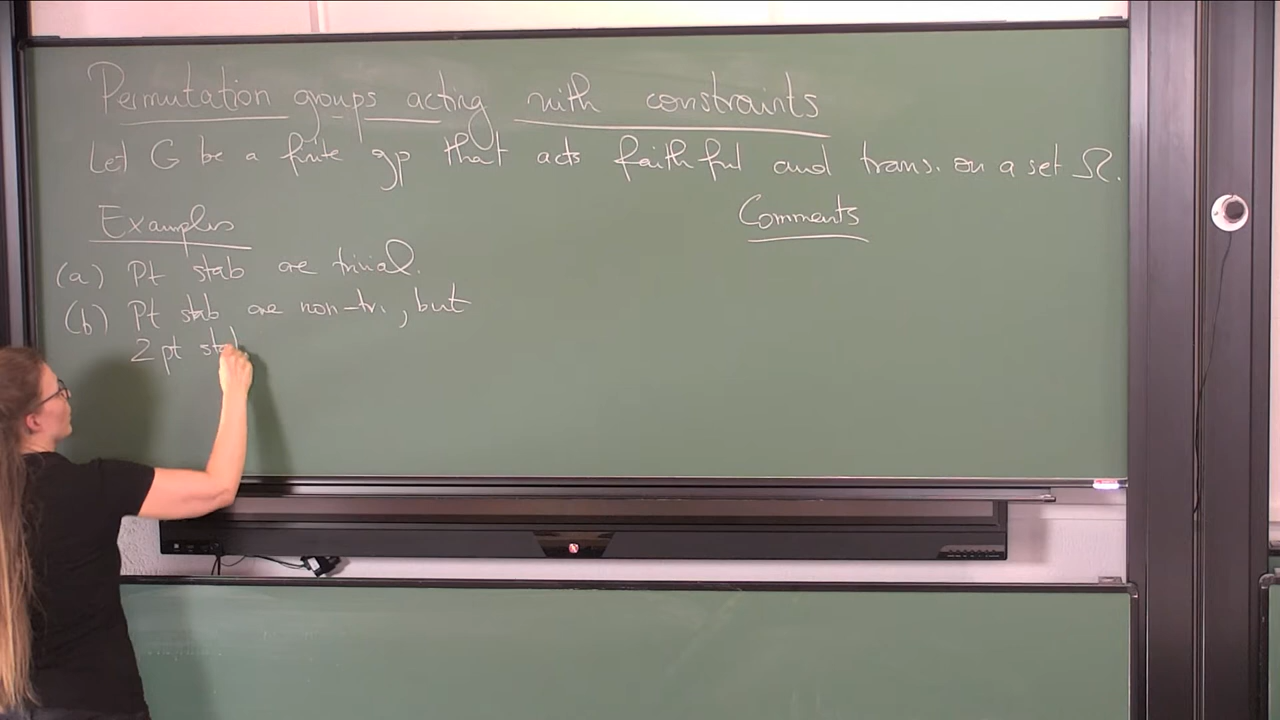 Permutation groups acting with constraints
Let G be a finite gp that acts faithful and trans. on a set Ω.
Examples
Comments
(a) Pt stab are trivial.
(b) Pt stab are non-tri, but
2 pt stab